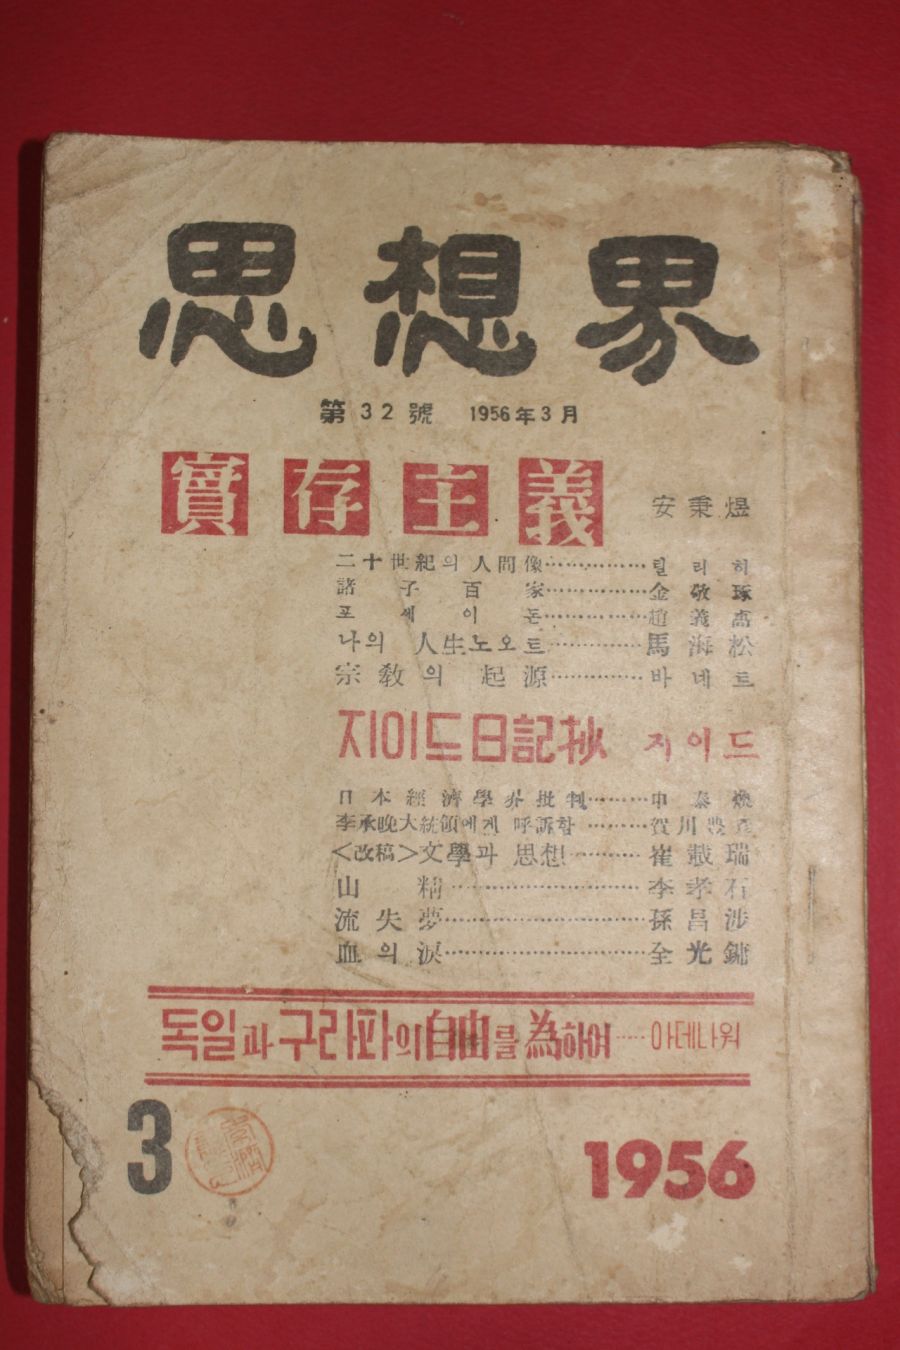 思想界
第32號 1956年3月
實存主義 安秉煜
二十世紀의 人間像……………틸리히
諸子百家……………金敬琢
포세이돈……………趙義卨
나의 人生노오트…………馬海松
宗敎의 起源…………바네트
지이드日記抄 지이드
日本經濟學界批判………申泰煥
李承晩大統領에게 呼訴함………賀川豊彦
<改稿>文學과 思想………崔載瑞
山精……………………李孝石
流失夢……………………孫昌涉
血의淚……………………全光鏞
독일과 구라파의 自由를 為하여……아데나워
3
1956